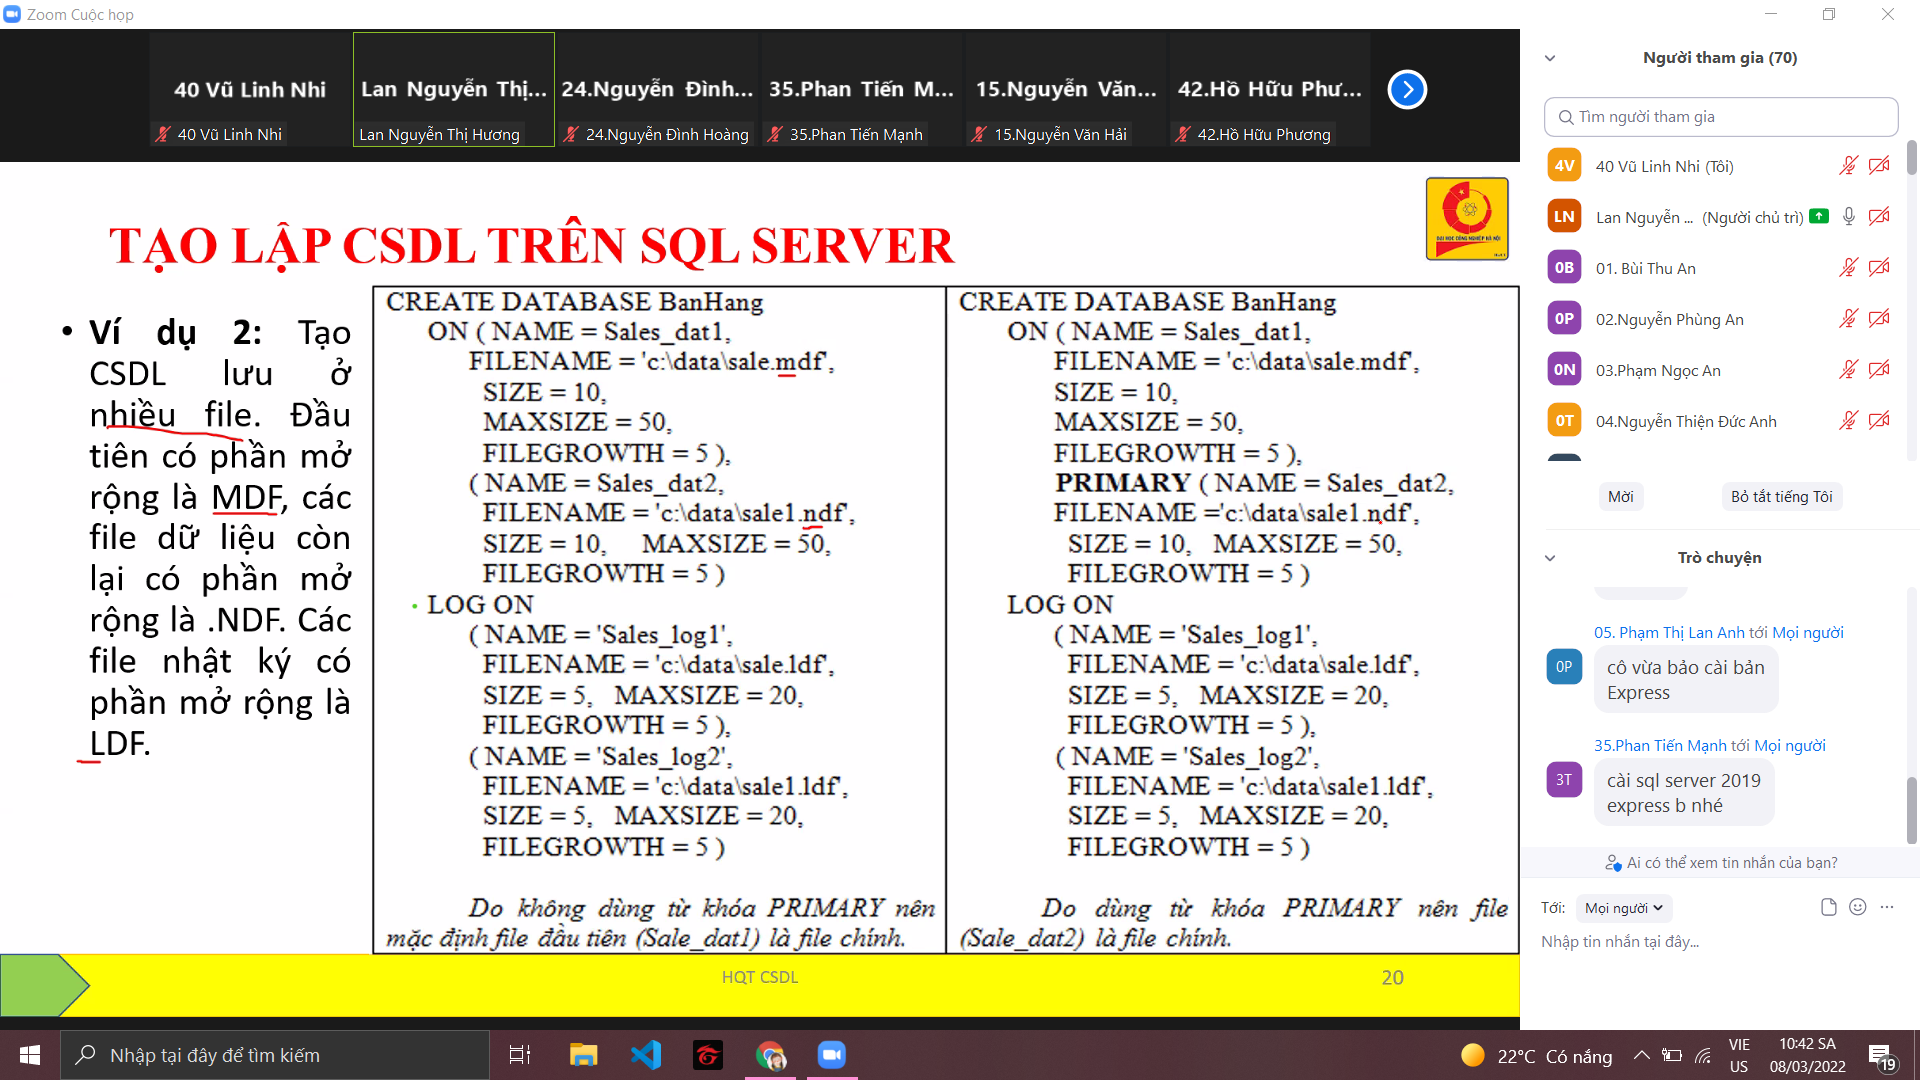 Zoom Cuộc họp
40 Vũ Linh Nhi
Lan Nguyễn Thị...
24.Nguyễn Đình...
35.Phan Tiến M...
15.Nguyễn Văn...
42.Hồ Hữu Phư...
40 Vũ Linh Nhi
Lan Nguyễn Thị Hương
24.Nguyễn Đình Hoàng
35.Phan Tiến Mạnh
15.Nguyễn Văn Hải
42.Hồ Hữu Phương
ĐẠI HỌC CÔNG NGHIỆP HÀ NỘI
TẠO LẬP CSDL TRÊN SQL SERVER
• Ví dụ 2: Tạo
CSDL lưu ở
nhiều file. Đầu
tiên có phần mở
rộng là MDF, các
file dữ liệu còn
lại có phần mở
rộng là .NDF. Các
file nhật ký có
phần mở rộng là
LDF.
CREATE DATABASE BanHang
ON ( NAME = Sales_dat1,
FILENAME = 'c:\data\sale.mdf',
SIZE = 10,
MAXSIZE = 50,
FILEGROWTH = 5 ),
( NAME = Sales_dat2,
FILENAME = 'c:\data\sale1.ndf',
SIZE = 10, MAXSIZE = 50,
FILEGROWTH = 5 )
LOG ON
( NAME = 'Sales_log1',
FILENAME = 'c:\data\sale.ldf',
SIZE = 5, MAXSIZE = 20,
FILEGROWTH = 5 ),
( NAME = 'Sales_log2',
FILENAME = 'c:\data\sale1.ldf',
SIZE = 5, MAXSIZE = 20,
FILEGROWTH = 5 )
Do không dùng từ khóa PRIMARY nên
mặc định file đầu tiên (Sale_dat1) là file chính.
CREATE DATABASE BanHang
ON ( NAME = Sales_dat1,
FILENAME = 'c:\data\sale.mdf',
SIZE = 10,
MAXSIZE = 50,
FILEGROWTH = 5 ),
PRIMARY ( NAME = Sales_dat2,
FILENAME ='c:\data\sale1.ndf',
SIZE = 10, MAXSIZE = 50,
FILEGROWTH = 5 )
LOG ON
( NAME = 'Sales_log1',
FILENAME = 'c:\data\sale.ldf',
SIZE = 5, MAXSIZE = 20,
FILEGROWTH = 5 ),
( NAME = 'Sales_log2',
FILENAME = 'c:\data\sale1.ldf',
SIZE = 5, MAXSIZE = 20,
FILEGROWTH = 5 )
Do dùng từ khóa PRIMARY nên file
(Sale_dat2) là file chính.
HQT CSDL
20
Người tham gia (70)
Tìm người tham gia
4V 40 Vũ Linh Nhi (Tôi)
LN Lan Nguyễn ... (Người chủ trì)
0B 01. Bùi Thu An
0P 02.Nguyễn Phùng An
0N 03.Phạm Ngọc An
0T 04.Nguyễn Thiện Đức Anh
Mời
Bỏ tắt tiếng Tôi
Trò chuyện
05. Phạm Thị Lan Anh tới Mọi người
0P
cô vừa bảo cài bản
Express
35.Phan Tiến Mạnh tới Mọi người
3T
cài sql server 2019
express b nhé
Ai có thể xem tin nhắn của bạn?
Tới: Mọi người
Nhập tin nhắn tại đây...
Nhập tại đây để tìm kiếm
22°C Có nắng
VIE
US
10:42 SA
08/03/2022
19